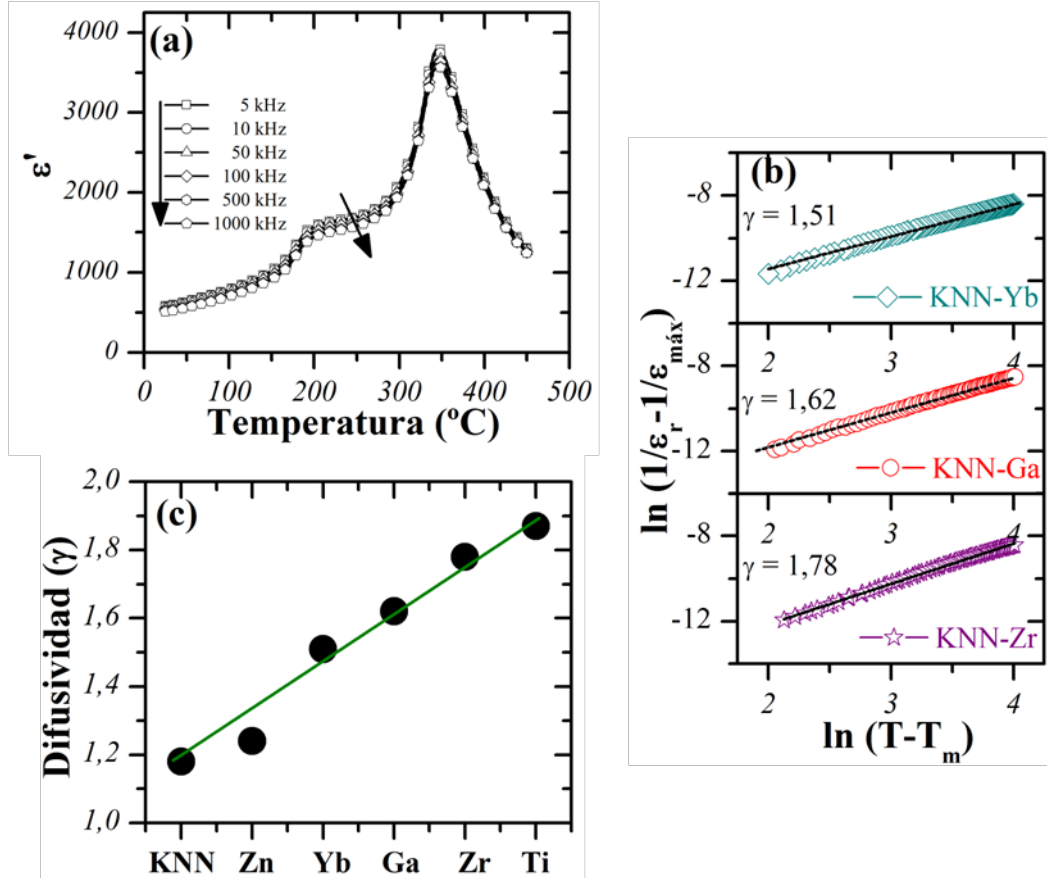 (a)
4000
3000
2000
1000
0
ε'
5 kHz
10 kHz
50 kHz
100 kHz
500 kHz
1000 kHz
0 100 200 300 400 500
Temperatura (ºC)
(b)
-8
γ = 1,51
-12
KNN-Yb
2 3 4
-8
γ = 1,62
-12
KNN-Ga
2 3 4
-8
γ = 1,78
-12
KNN-Zr
2 3 4
ln (T-Tm)
ln (1/εr -1/εmáx)
(c)
2,0
1,8
1,6
1,4
1,2
1,0
Difusividad (γ)
KNN Zn Yb Ga Zr Ti